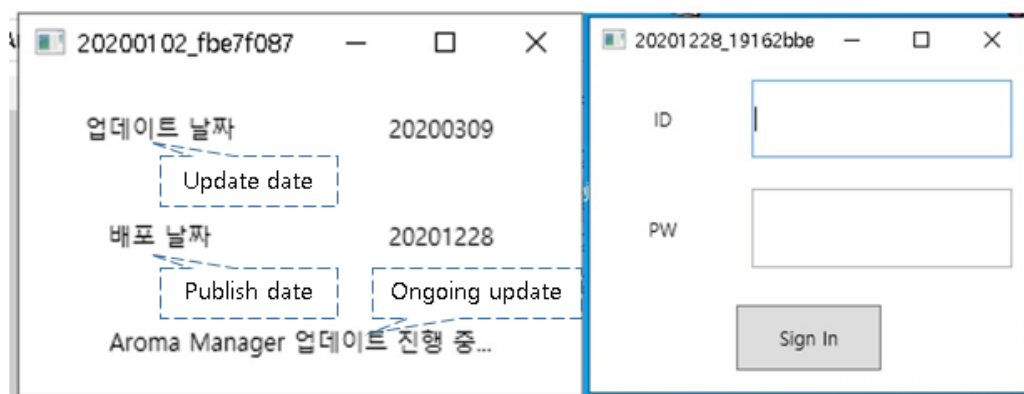 20200102_fbe7f087
업데이트 날짜 20200309
Update date
배포 날짜 20201228
Publish date
Ongoing update
Aroma Manager 업데이트 진행 중...
20201228_19162bbe
ID
PW
Sign In